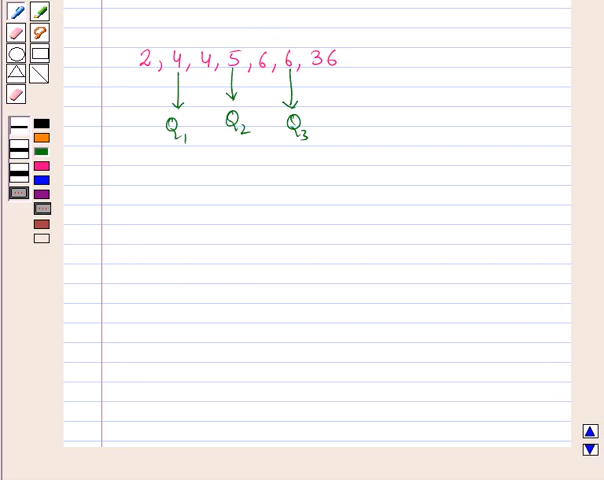 2, 4, 4, 5, 6, 6, 36
Q₁ Q₂ Q₃